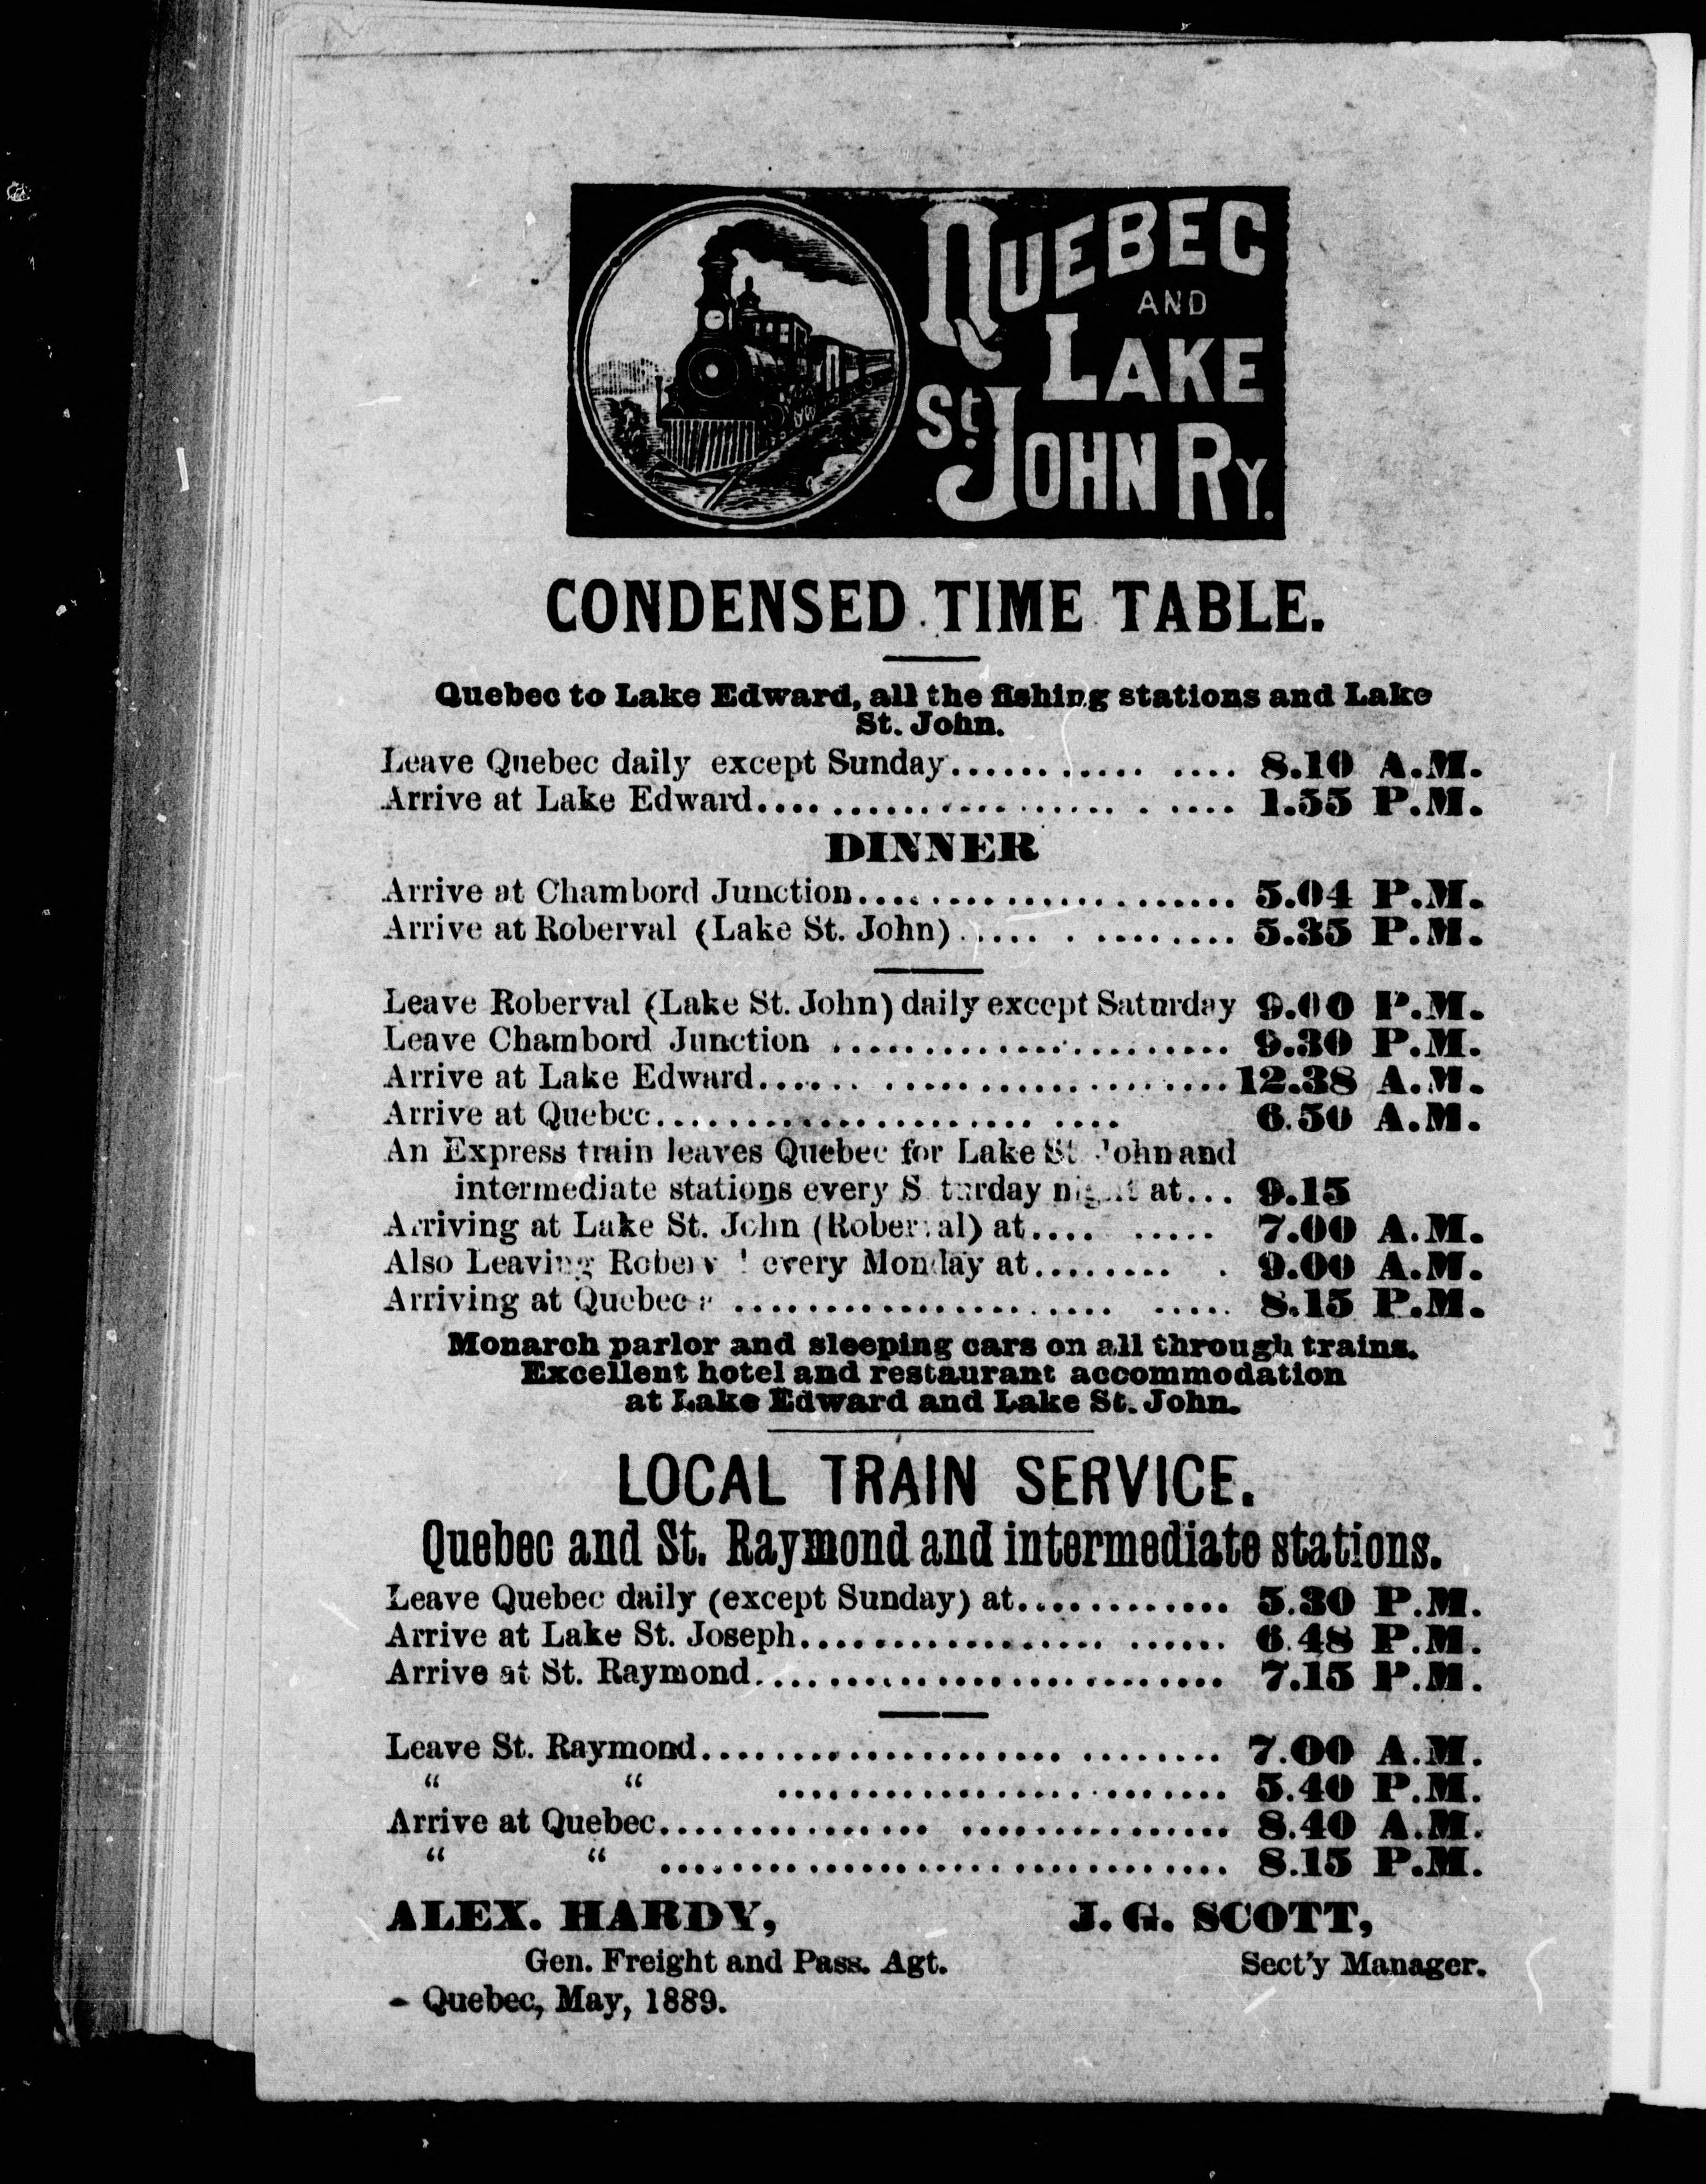 QUEBEC
AND
LAKE
St. JOHN RY.
CONDENSED TIME TABLE.
Quebec to Lake Edward, all the fishing stations and Lake
St. John.
Leave Quebec daily except Sunday.................... 8.10 A.M.
Arrive at Lake Edward......................... 1.55 P.M.
DINNER
Arrive at Chambord Junction..................... 5.04 P.M.
Arrive at Roberval (Lake St. John)............... 5.35 P.M.
Leave Roberval (Lake St. John) daily except Saturday 9.00 P.M.
Leave Chambord Junction ...................... 9.30 P.M.
Arrive at Lake Edward.........................12.38 A.M.
Arrive at Quebec......................... 6.50 A.M.
An Express train leaves Quebec for Lake St. John and
intermediate stations every Saturday night at... 9.15
Arriving at Lake St. John (Roberval) at......... 7.00 A.M.
Also Leaving Roberval every Monday at......... 9.00 A.M.
Arriving at Quebec .......................... 8.15 P.M.
Monarch parlor and sleeping cars on all through trains.
Excellent hotel and restaurant accommodation
at Lake Edward and Lake St. John.
LOCAL TRAIN SERVICE.
Quebec and St. Raymond and intermediate stations.
Leave Quebec daily (except Sunday) at............ 5.30 P.M.
Arrive at Lake St. Joseph....................... 6.48 P.M.
Arrive at St. Raymond.......................... 7.15 P.M.
Leave St. Raymond............................ 7.00 A.M.
“ “ ......................... 5.40 P.M.
Arrive at Quebec.............................. 8.40 A.M.
“ “ ............................... 8.15 P.M.
ALEX. HARDY, J. G. SCOTT,
Gen. Freight and Pass. Agt. Sect'y Manager.
- Quebec, May, 1889.